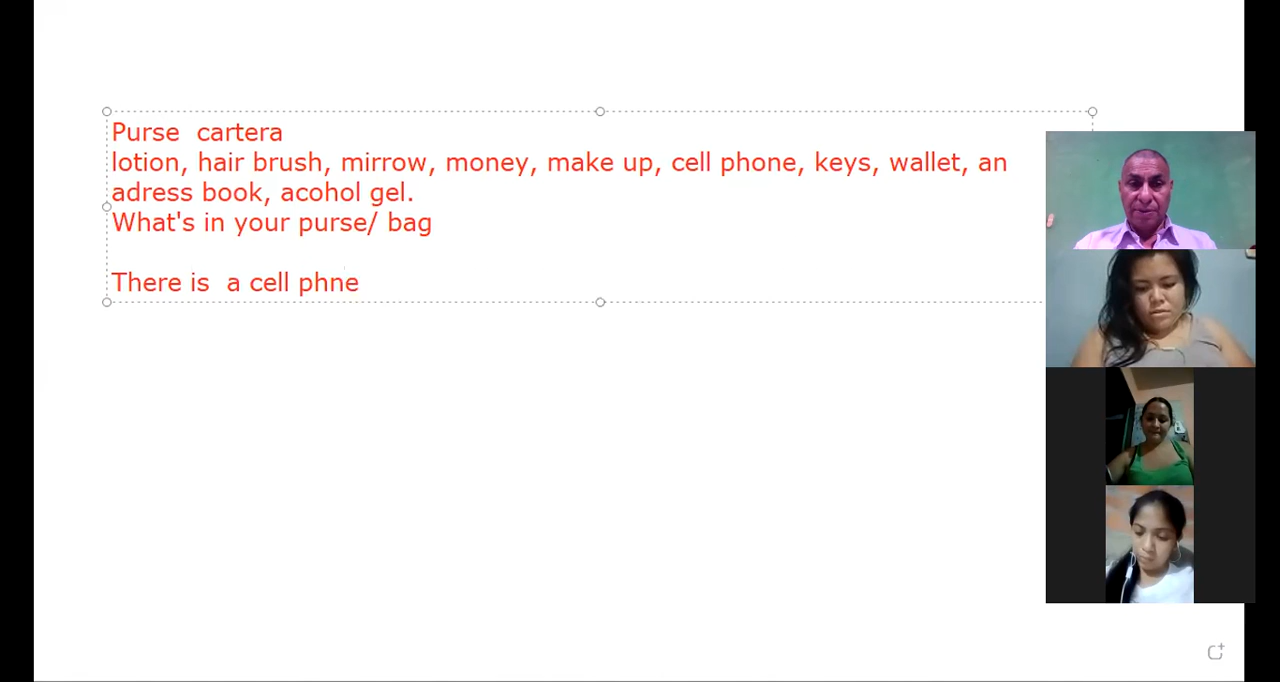 Purse  cartera
lotion, hair brush, mirrow, money, make up, cell phone, keys, wallet, an
adress book, acohol gel.
What's in your purse/ bag
There is  a cell phne